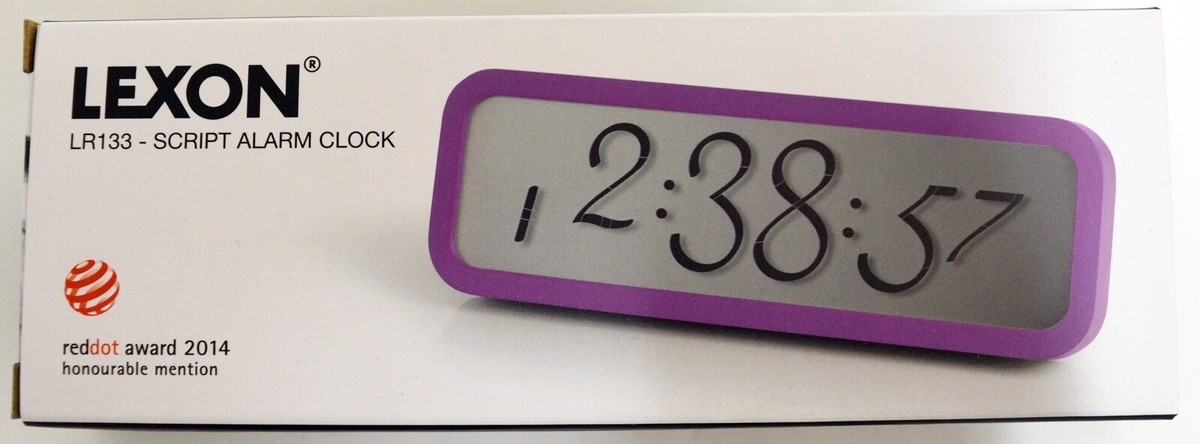 LEXON®
LR133 - SCRIPT ALARM CLOCK
12:38:57
reddot award 2014
honourable mention